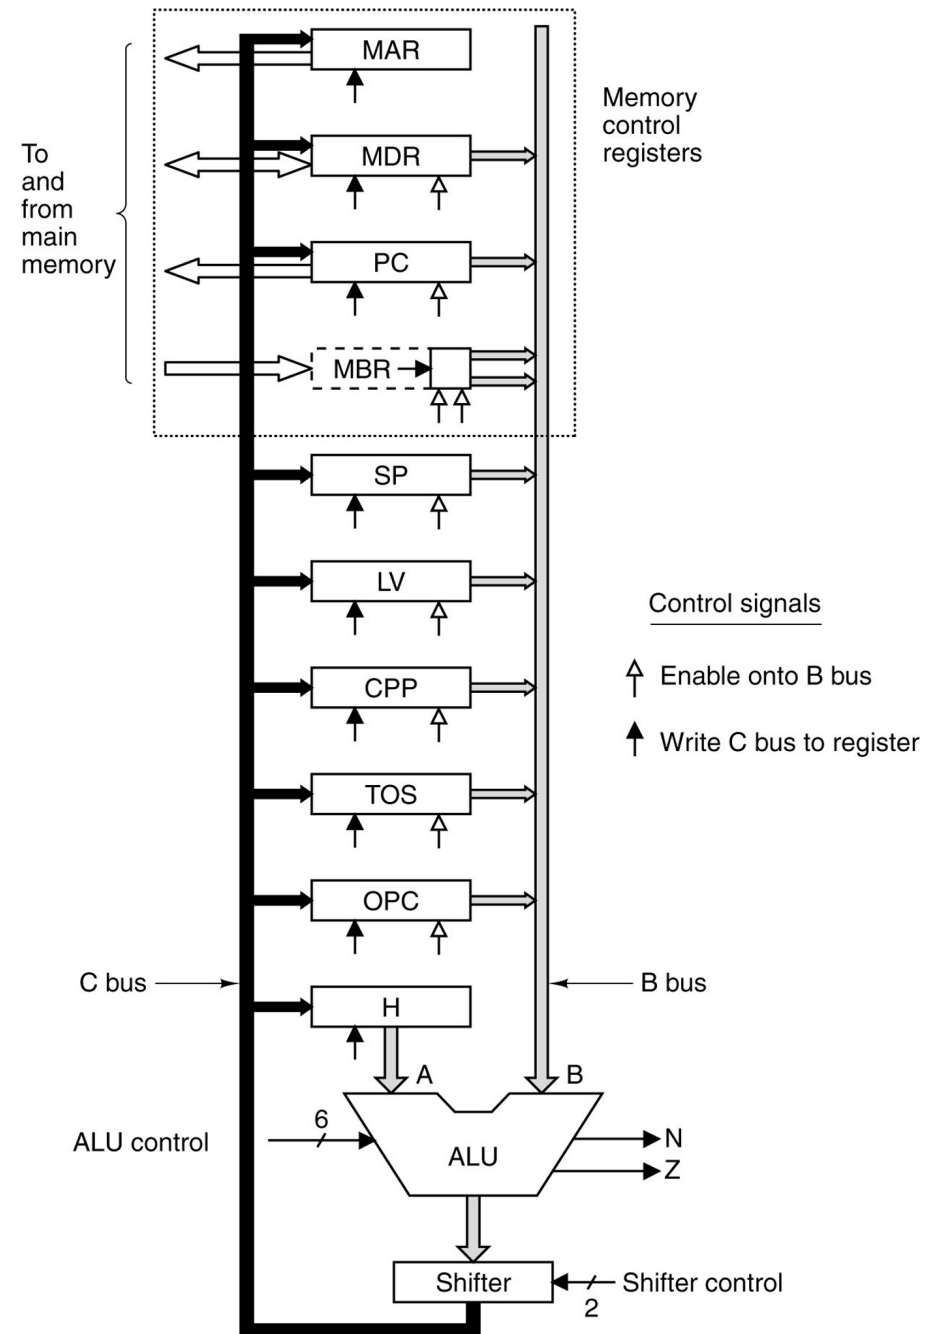 MAR
Memory
control
registers
To
and
from
main
memory
MDR
PC
MBR
SP
LV
Control signals
Enable onto B bus
CPP
Write C bus to register
TOS
OPC
C bus
B bus
H
A
B
6
ALU control
ALU
N
Z
Shifter
Shifter control
2